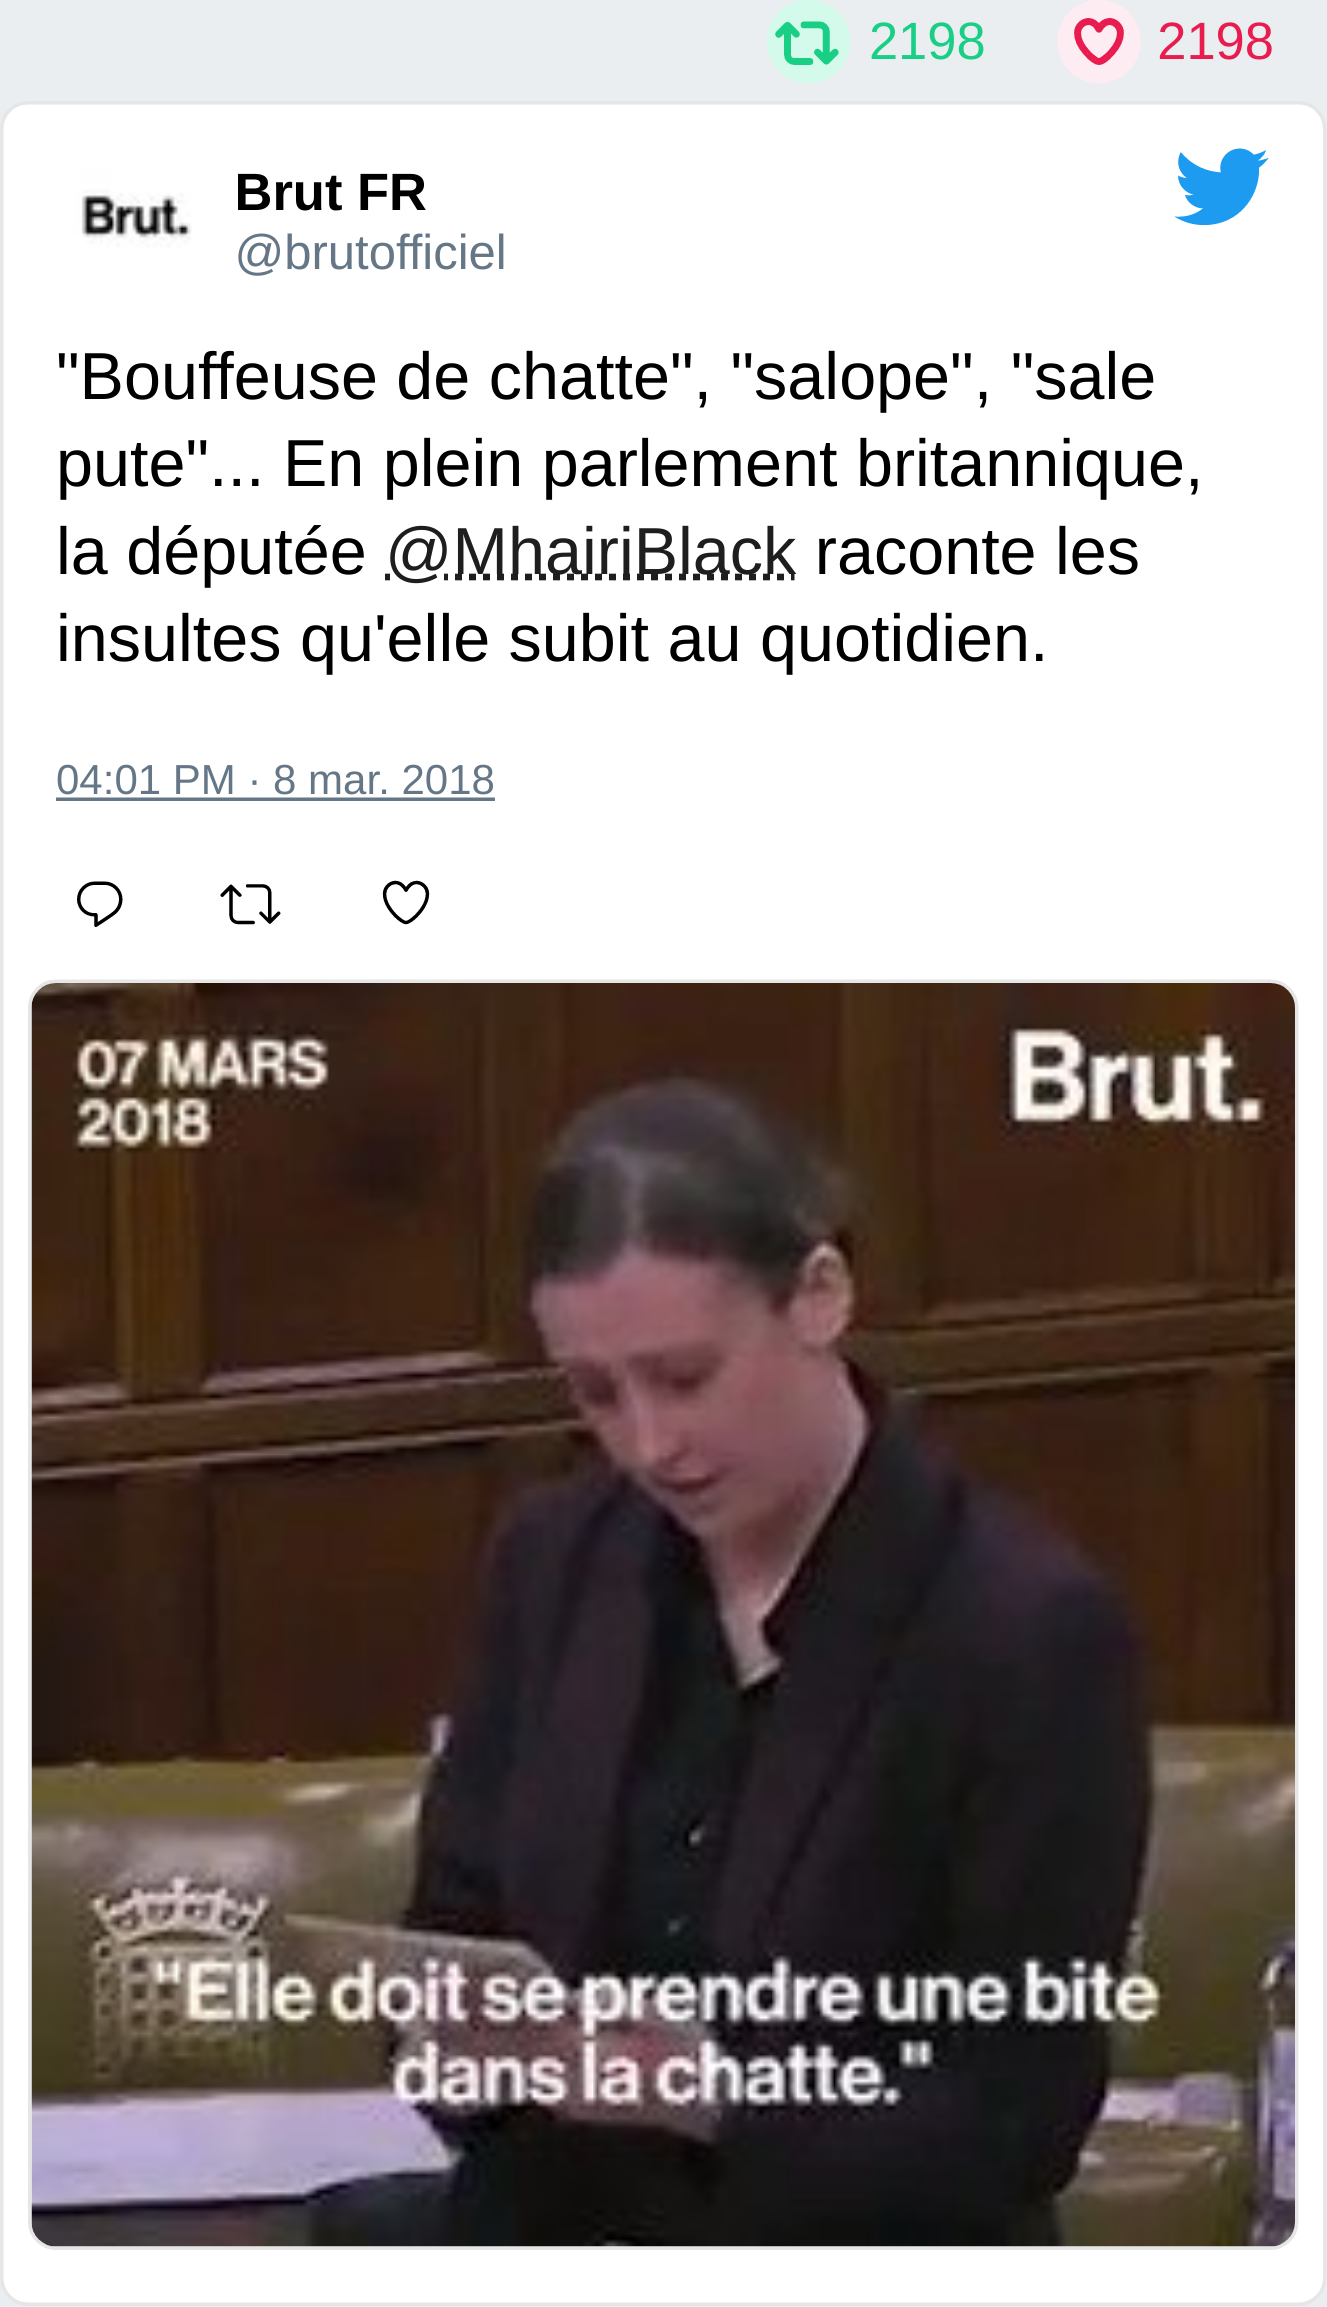 2198 2198
Brut.
Brut FR
@brutofficiel
"Bouffeuse de chatte", "salope", "sale
pute"... En plein parlement britannique,
la députée @MhairiBlack raconte les
insultes qu'elle subit au quotidien.
04:01 PM · 8 mar. 2018
07 MARS
2018
Brut.
"Elle doit se prendre une bite
dans la chatte."